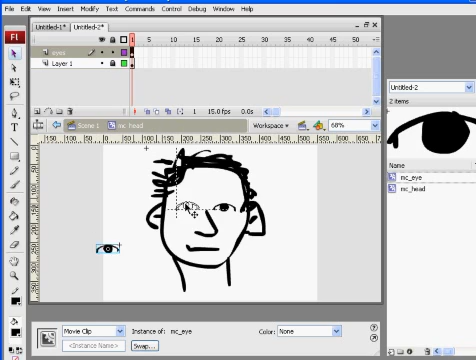 File Edit View Insert Modify Text Commands Control Debug Window Help
Fl
Untitled-1* Untitled-2*
1 5 10 15 20 25 30 35 40 45 50
eyes
Layer 1
1 15.0 fps 0.0s
Scene 1 mc_head Workspace 68%
Untitled-2
2 items
Name
mc_eye
mc_head
Movie Clip Instance of: mc_eye Color: None
<Instance Name> Swap...